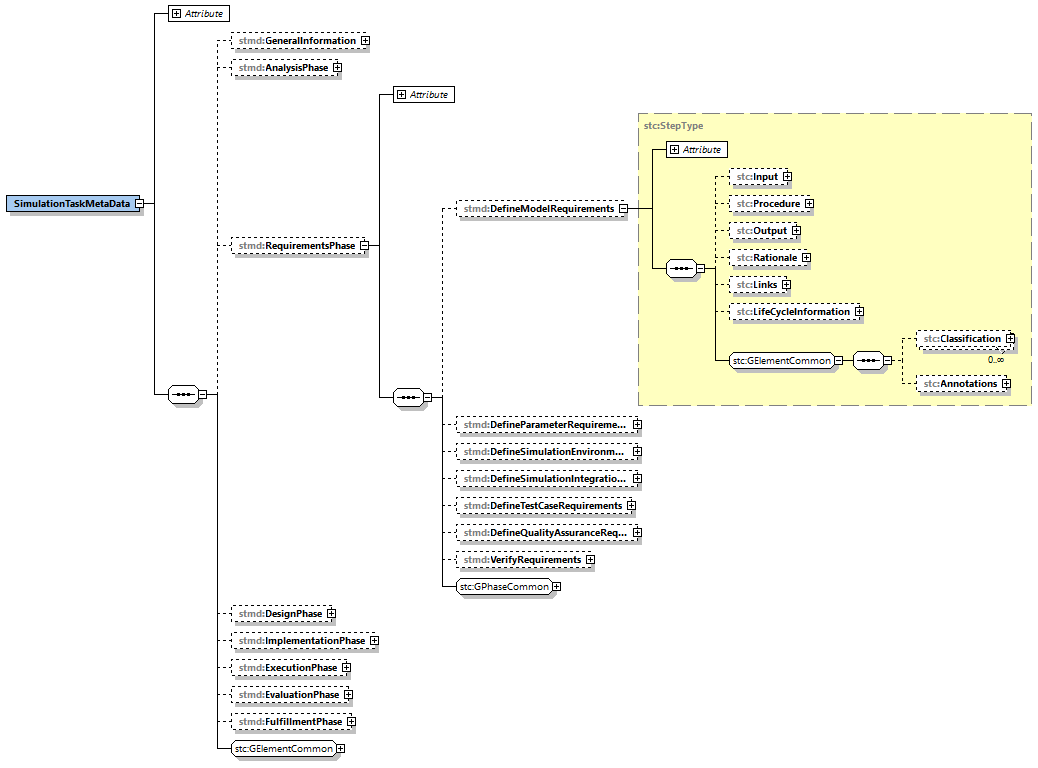 Attribute
stmd:GeneralInformation
stmd:AnalysisPhase
Attribute
stc:StepType
Attribute
stc:Input
SimulationTaskMetaData
stc:Procedure
stmd:DefineModelRequirements
stc:Output
stmd:RequirementsPhase
stc:Rationale
stc:Links
stc:LifeCycleInformation
stc:Classification
0..∞
stc:GElementCommon
stc:Annotations
stmd:DefineParameterRequireme...
stmd:DefineSimulationEnvironm...
stmd:DefineSimulationIntegratio...
stmd:DefineTestCaseRequirements
stmd:DefineQualityAssuranceReq...
stmd:VerifyRequirements
stc:GPhaseCommon
stmd:DesignPhase
stmd:ImplementationPhase
stmd:ExecutionPhase
stmd:EvaluationPhase
stmd:FulfillmentPhase
stc:GElementCommon